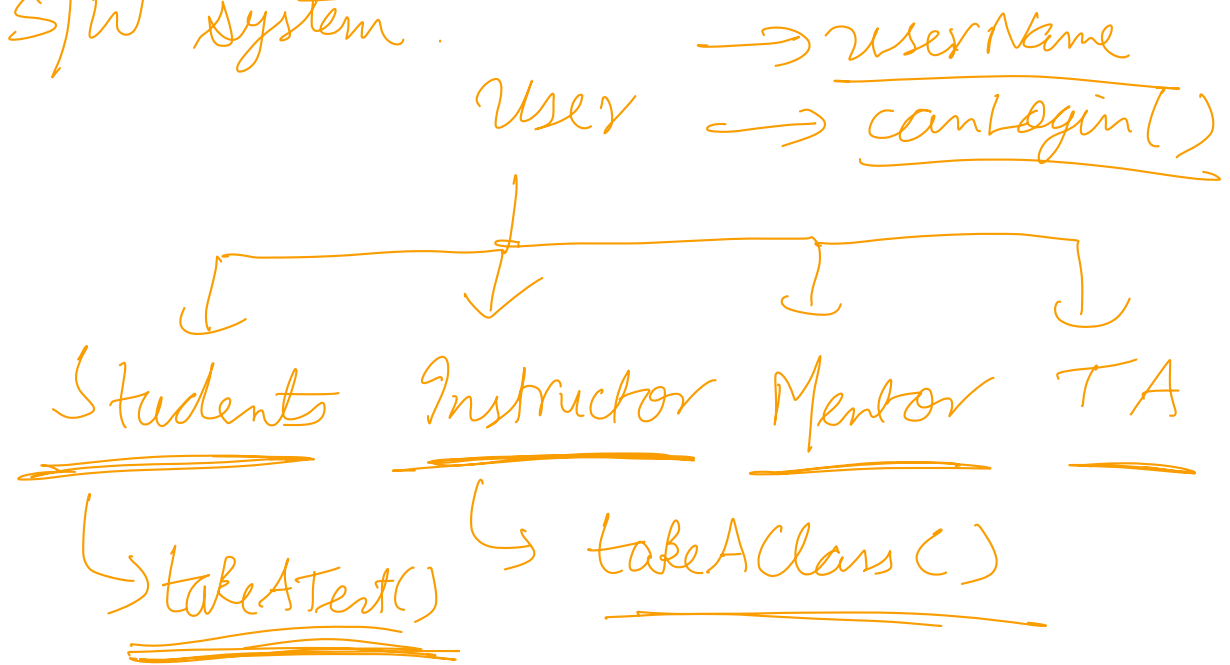 S/W System.
→ userName
User → canLogin()
Students Instructor Mentor TA
takeAClass()
takeATest()